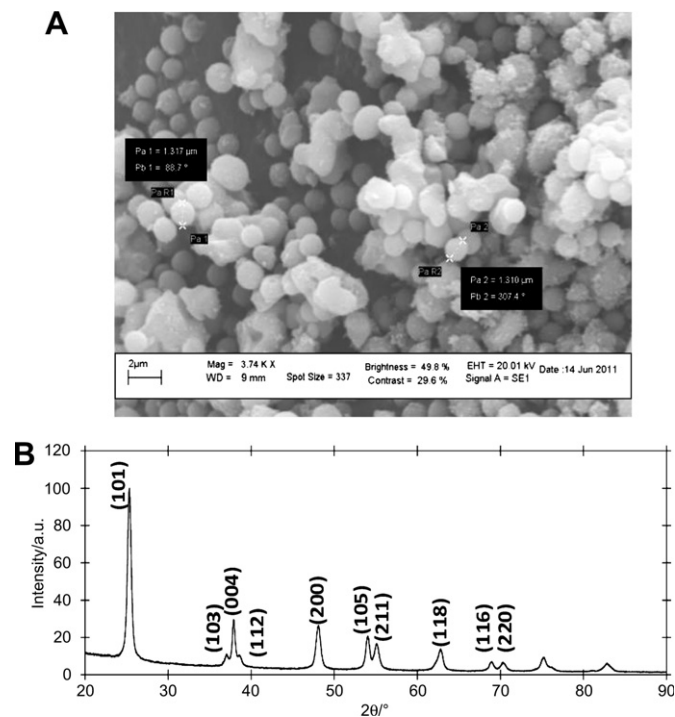 A
Pa 1 = 1.317 µm
Pb 1 = 88.7 °
Pa R1
Pa 1
Pa 2
Pa R2
Pa 2 = 1.310 µm
Pb 2 = 307.4 °
2µm
Mag = 3.74 K X
WD = 9 mm
Spot Size = 337
Brightness = 49.8 %
Contrast = 29.6 %
EHT = 20.01 kV
Signal A = SE1
Date :14 Jun 2011
B
Intensity/a.u.
120
100
80
60
40
20
0
(101)
(103)
(004)
(112)
(200)
(105)
(211)
(118)
(116)
(220)
20 30 40 50 60 70 80 90
2θ/°